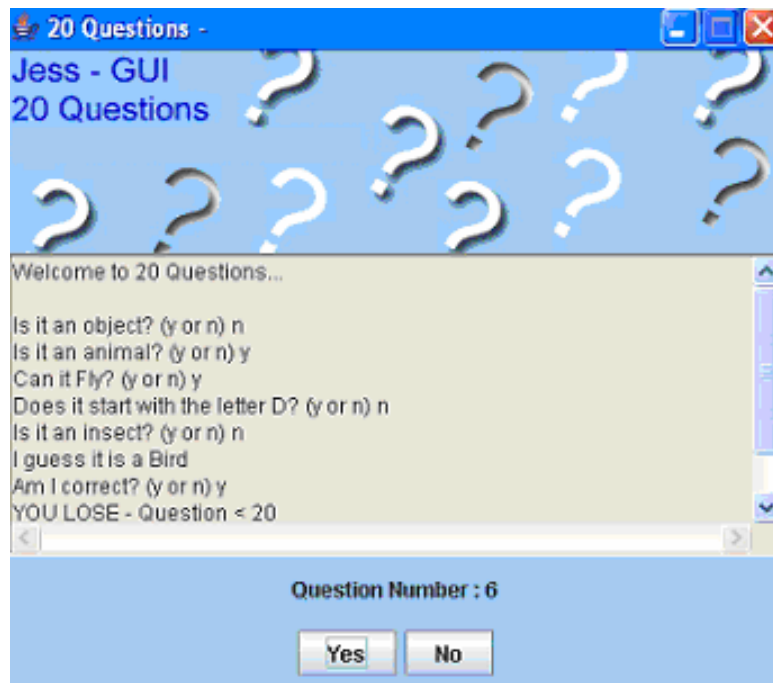 20 Questions -
Jess - GUI
20 Questions
Welcome to 20 Questions...
Is it an object? (y or n) n
Is it an animal? (y or n) y
Can it Fly? (y or n) y
Does it start with the letter D? (y or n) n
Is it an insect? (y or n) n
I guess it is a Bird
Am I correct? (y or n) y
YOU LOSE - Question < 20
Question Number : 6
Yes No